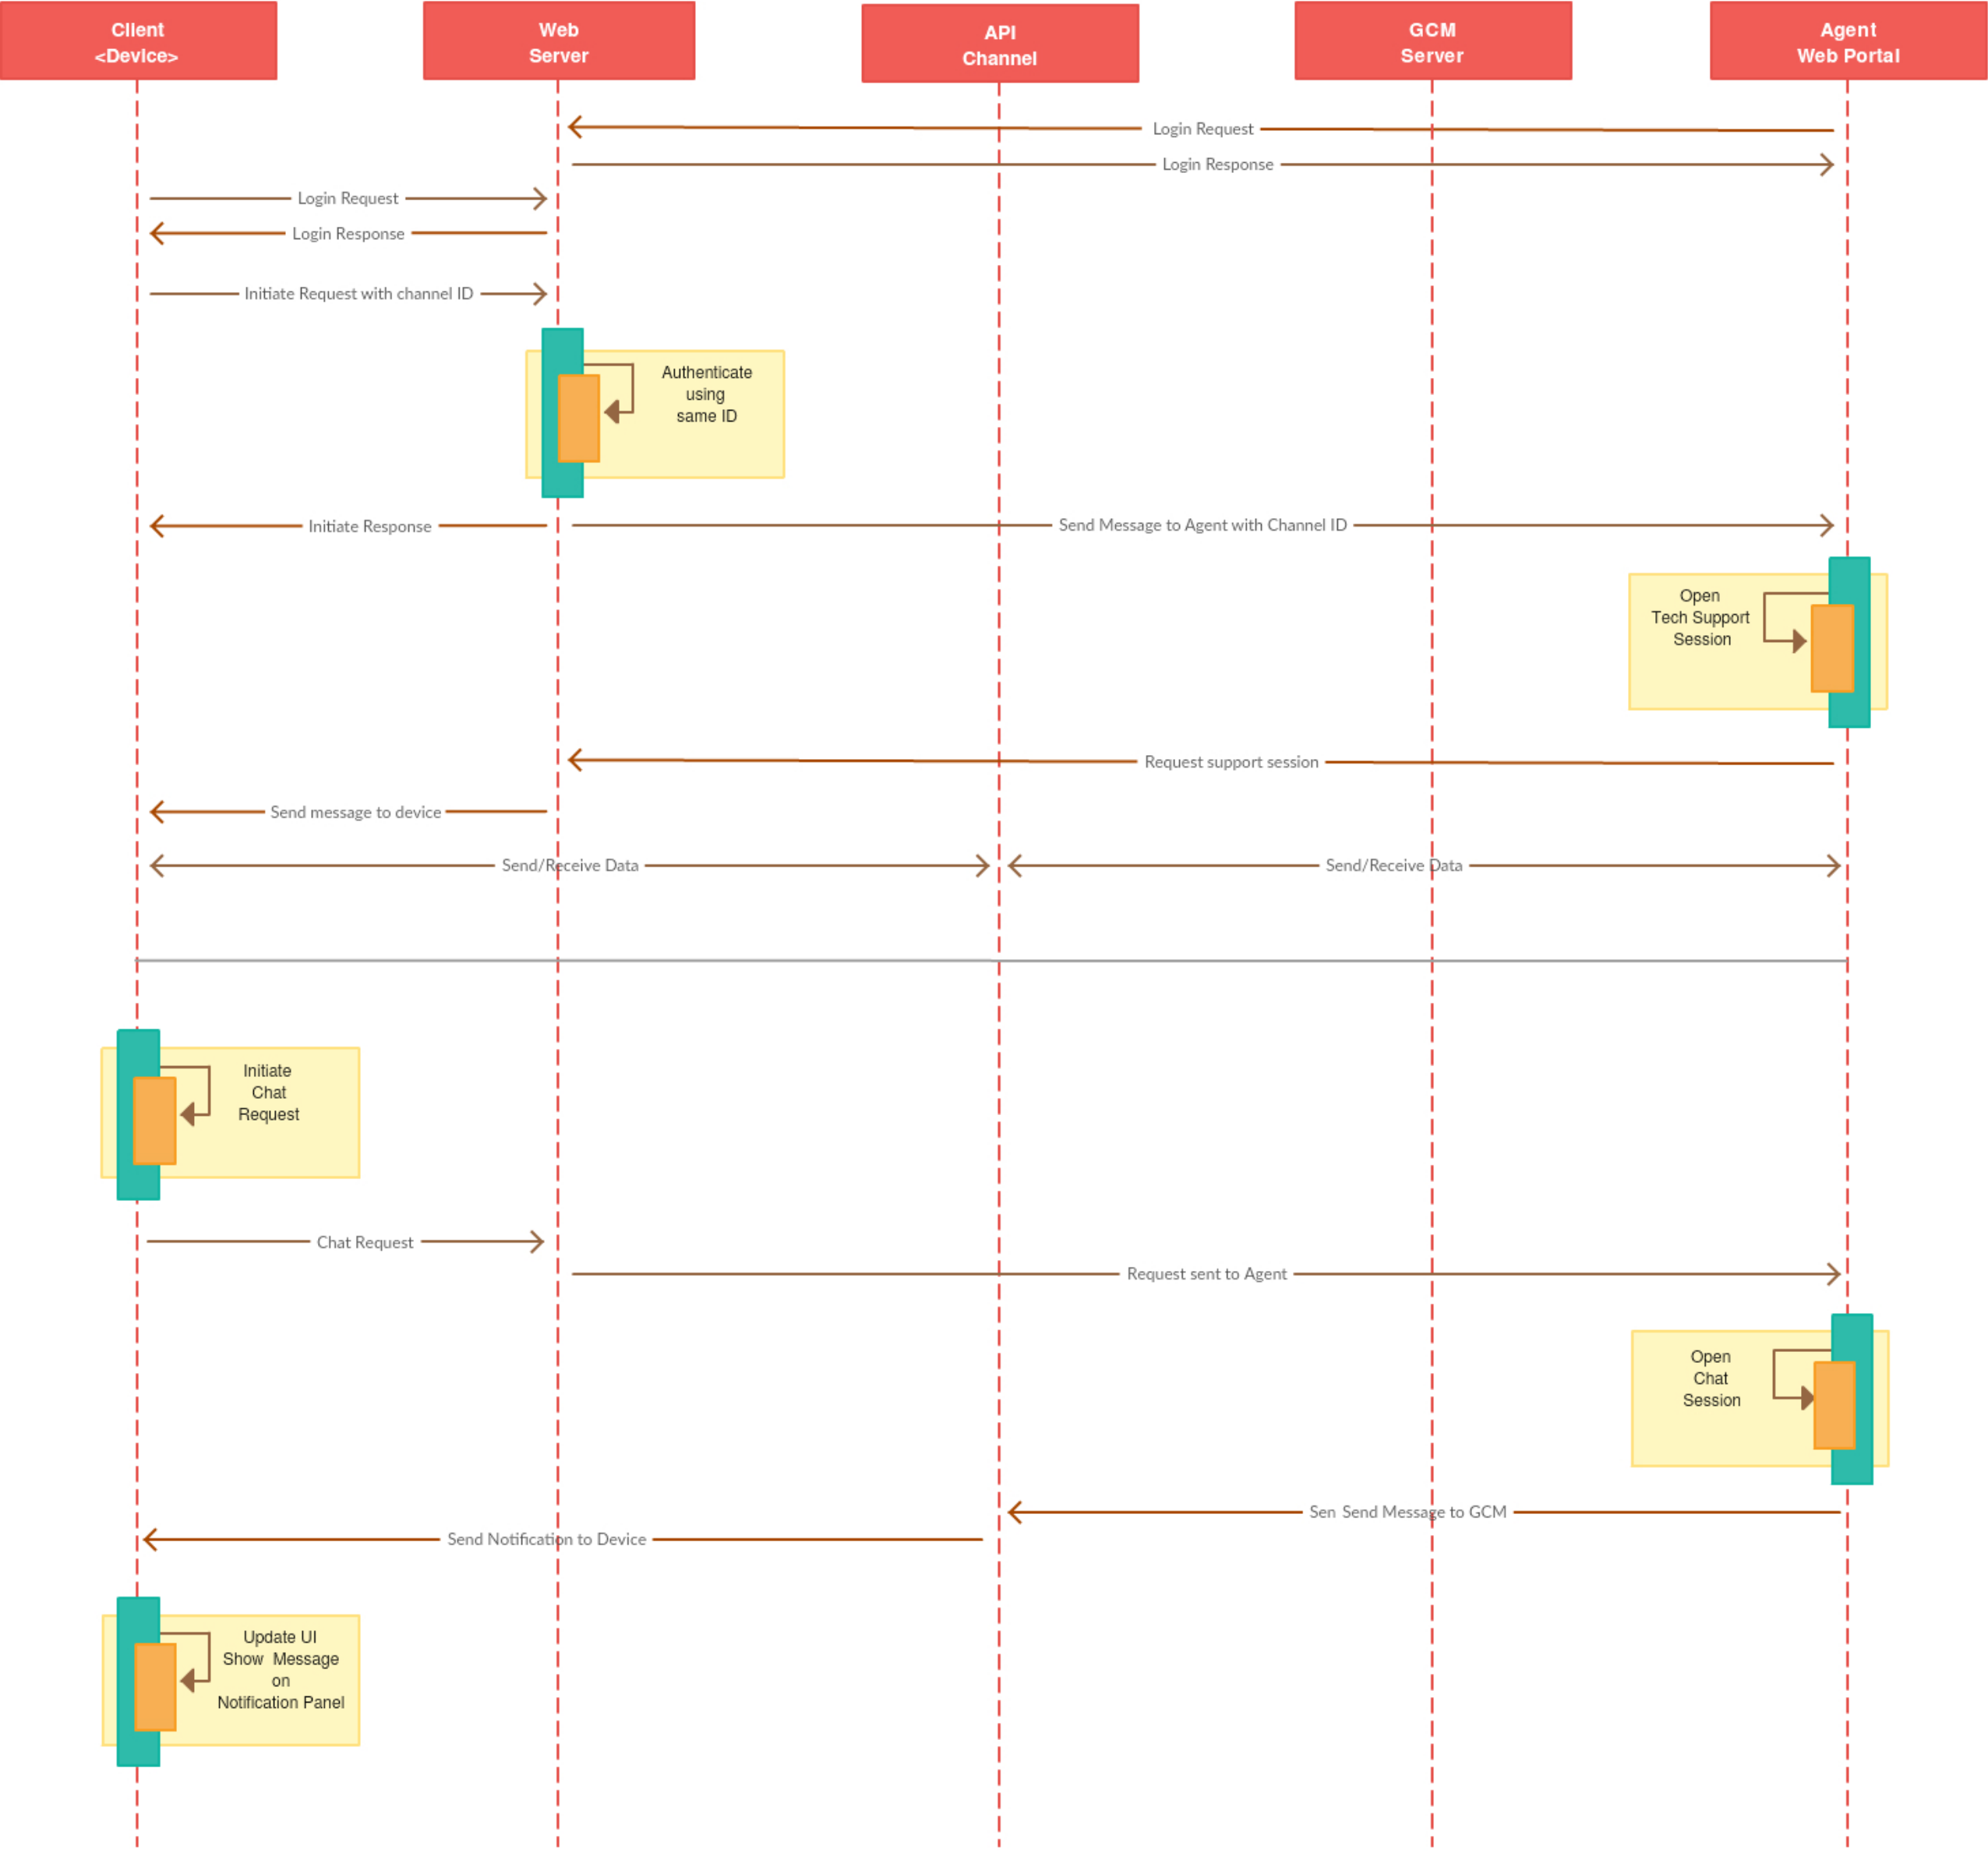 Client
<Device>
Web
Server
API
Channel
GCM
Server
Agent
Web Portal
Login Request
Login Response
Login Request
Login Response
Initiate Request with channel ID
Authenticate
using
same ID
Initiate Response
Send Message to Agent with Channel ID
Open
Tech Support
Session
Request support session
Send message to device
Send/Receive Data
Send/Receive Data
Initiate
Chat
Request
Chat Request
Request sent to Agent
Open
Chat
Session
Sen Send Message to GCM
Send Notification to Device
Update UI
Show Message
on
Notification Panel